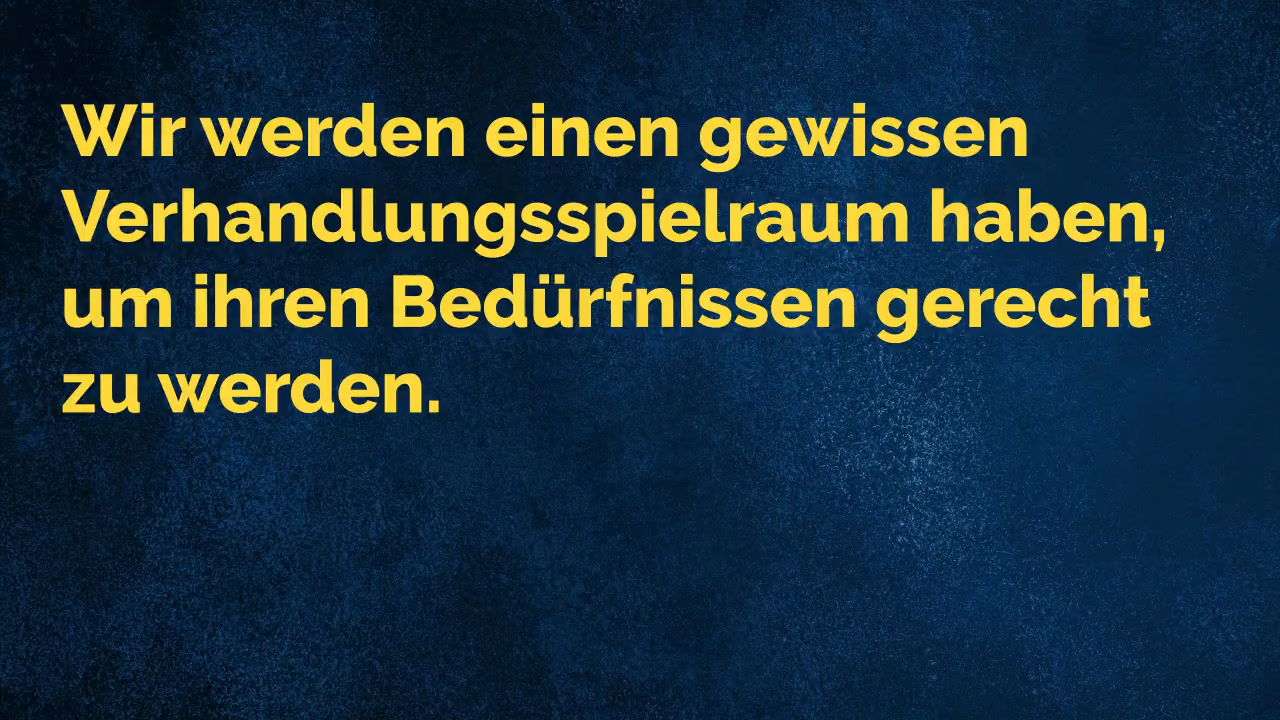 Wir werden einen gewissen
Verhandlungsspielraum haben,
um ihren Bedürfnissen gerecht
zu werden.